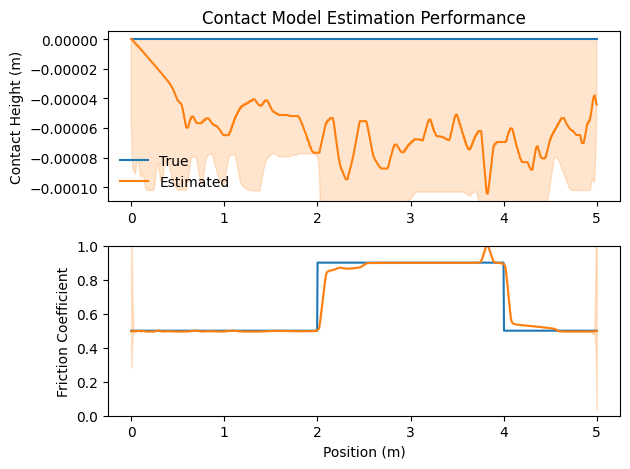 Contact Model Estimation Performance
Contact Height (m)
0.00000
−0.00002
−0.00004
−0.00006
−0.00008
−0.00010
True
Estimated
0 1 2 3 4 5
Friction Coefficient
1.0
0.8
0.6
0.4
0.2
0.0
0 1 2 3 4 5
Position (m)